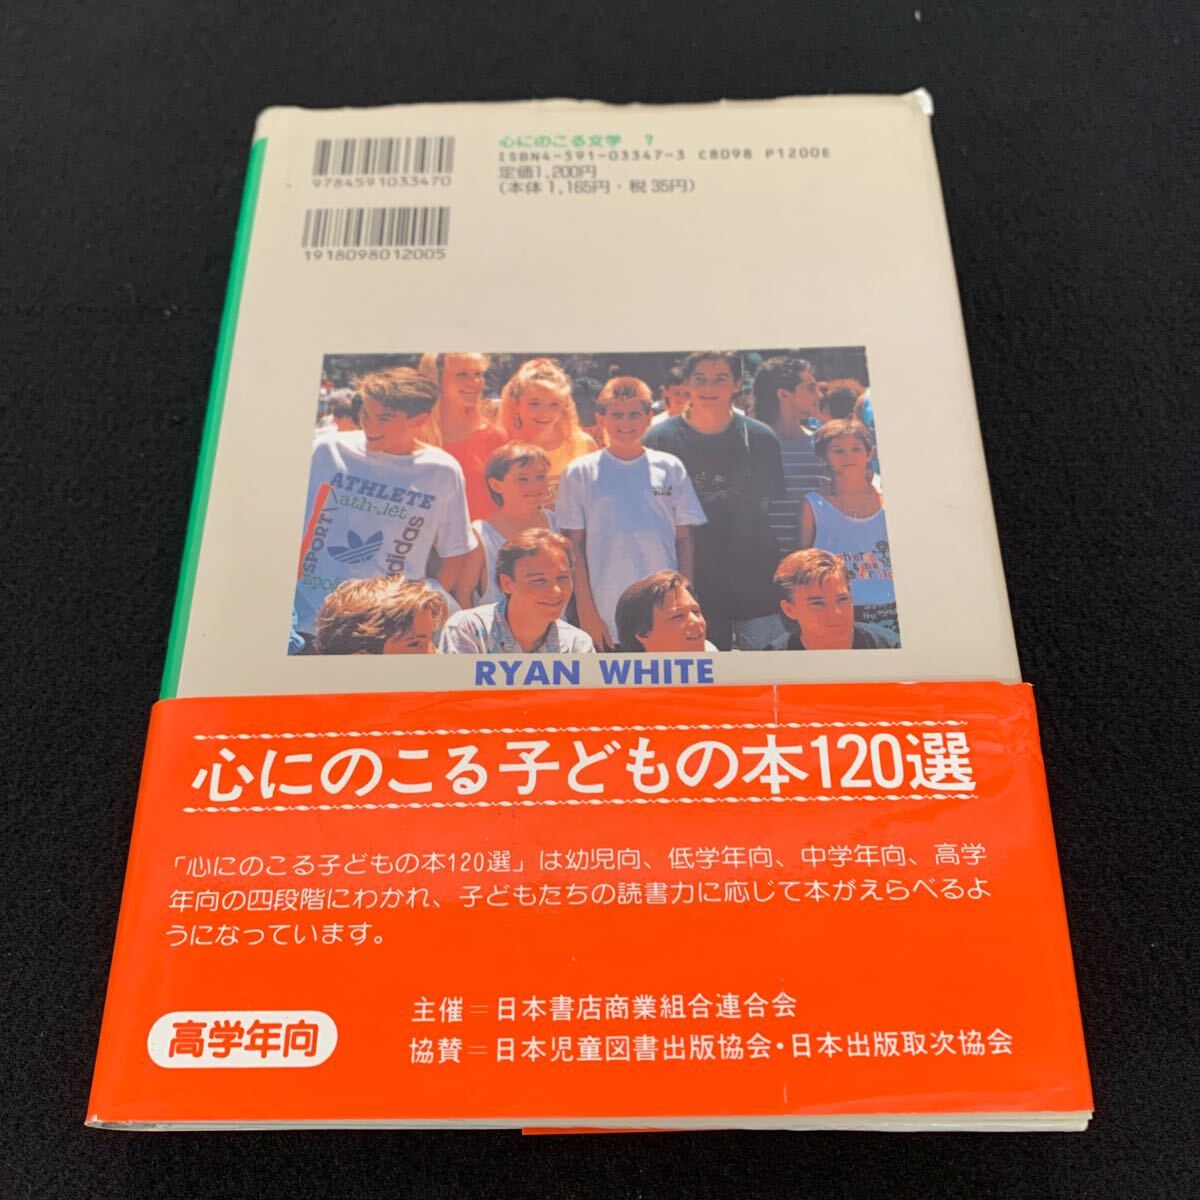 心にのこる文学 7
ISBN4-591-03347-3 C8098 P1200E
定価1,200円
(本体1,165円・税35円)
9784591033470
1918098012005
ATHLETE
ath-,lēt
SPORT
adidas
RYAN WHITE
心にのこる子どもの本120選
「心にのこる子どもの本120選」は幼児向、低学年向、中学年向、高学
年向の四段階にわかれ、子どもたちの読書力に応じて本がえらべるよ
うになっています。
高学年向
主催＝日本書店商業組合連合会
協賛＝日本児童図書出版協会・日本出版取次協会